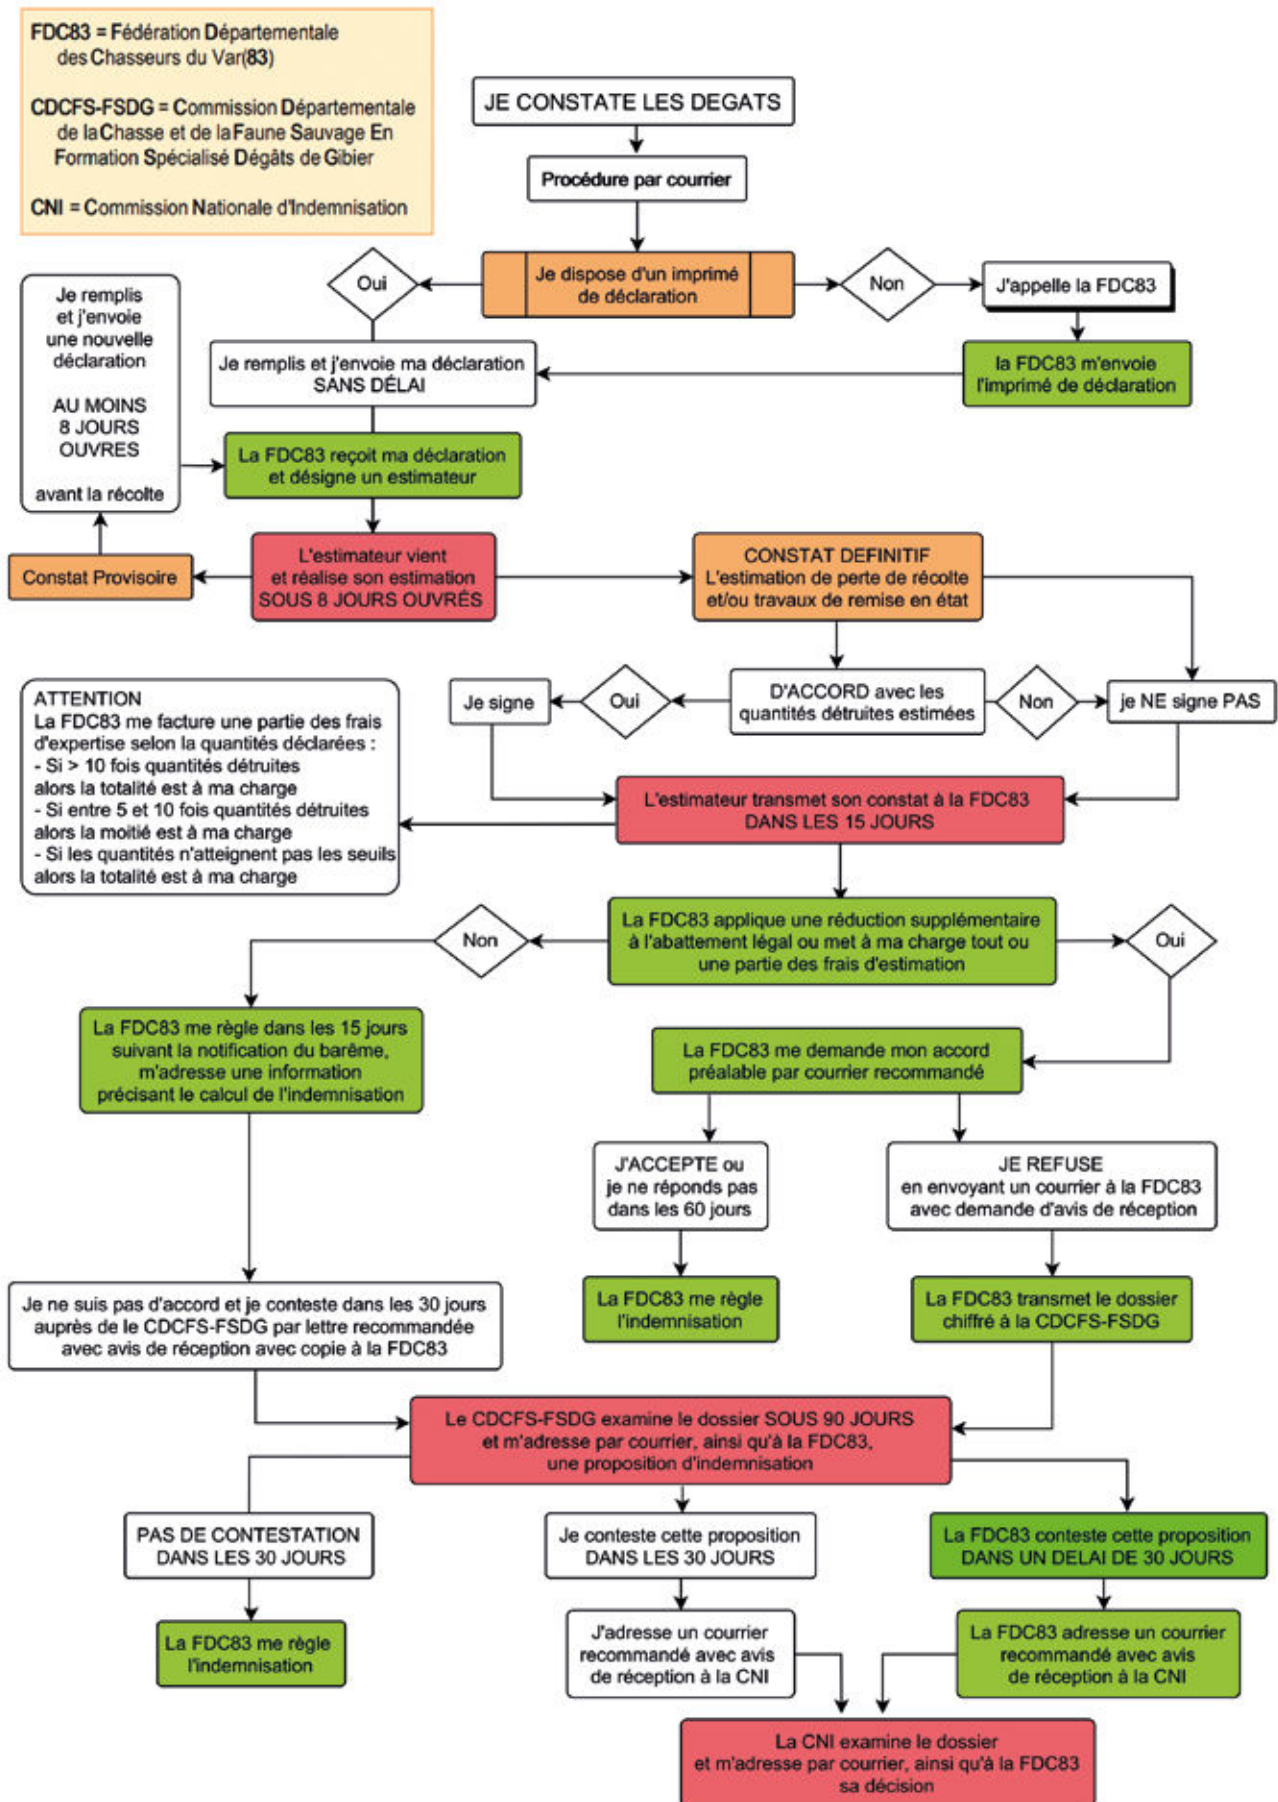 FDC83 = Fédération Départementale
des Chasseurs du Var(83)
CDCFS-FSDG = Commission Départementale
de la Chasse et de la Faune Sauvage En
Formation Spécialisé Dégâts de Gibier
CNI = Commission Nationale d'Indemnisation
JE CONSTATE LES DEGATS
Procédure par courrier
Je dispose d'un imprimé
de déclaration
Oui
Non
J'appelle la FDC83
la FDC83 m'envoie
l'imprimé de déclaration
Je remplis et j'envoie ma déclaration
SANS DÉLAI
Je remplis
et j'envoie
une nouvelle
déclaration
AU MOINS
8 JOURS
OUVRES
avant la récolte
La FDC83 reçoit ma déclaration
et désigne un estimateur
Constat Provisoire
L'estimateur vient
et réalise son estimation
SOUS 8 JOURS OUVRÉS
CONSTAT DEFINITIF
L'estimation de perte de récolte
et/ou travaux de remise en état
Je signe
Oui
D'ACCORD avec les
quantités détruites estimées
Non
je NE signe PAS
ATTENTION
La FDC83 me facture une partie des frais
d'expertise selon la quantités déclarées :
- Si > 10 fois quantités détruites
alors la totalité est à ma charge
- Si entre 5 et 10 fois quantités détruites
alors la moitié est à ma charge
- Si les quantités n'atteignent pas les seuils
alors la totalité est à ma charge
L'estimateur transmet son constat à la FDC83
DANS LES 15 JOURS
Non
La FDC83 applique une réduction supplémentaire
à l'abattement légal ou met à ma charge tout ou
une partie des frais d'estimation
Oui
La FDC83 me règle dans les 15 jours
suivant la notification du barême,
m'adresse une information
précisant le calcul de l'indemnisation
La FDC83 me demande mon accord
préalable par courrier recommandé
J'ACCEPTE ou
je ne réponds pas
dans les 60 jours
JE REFUSE
en envoyant un courrier à la FDC83
avec demande d'avis de réception
Je ne suis pas d'accord et je conteste dans les 30 jours
auprès de le CDCFS-FSDG par lettre recommandée
avec avis de réception avec copie à la FDC83
La FDC83 me règle
l'indemnisation
La FDC83 transmet le dossier
chiffré à la CDCFS-FSDG
Le CDCFS-FSDG examine le dossier SOUS 90 JOURS
et m'adresse par courrier, ainsi qu'à la FDC83,
une proposition d'indemnisation
PAS DE CONTESTATION
DANS LES 30 JOURS
Je conteste cette proposition
DANS LES 30 JOURS
La FDC83 conteste cette proposition
DANS UN DELAI DE 30 JOURS
La FDC83 me règle
l'indemnisation
J'adresse un courrier
recommandé avec avis
de réception à la CNI
La FDC83 adresse un courrier
recommandé avec avis
de réception à la CNI
La CNI examine le dossier
et m'adresse par courrier, ainsi qu'à la FDC83
sa décision